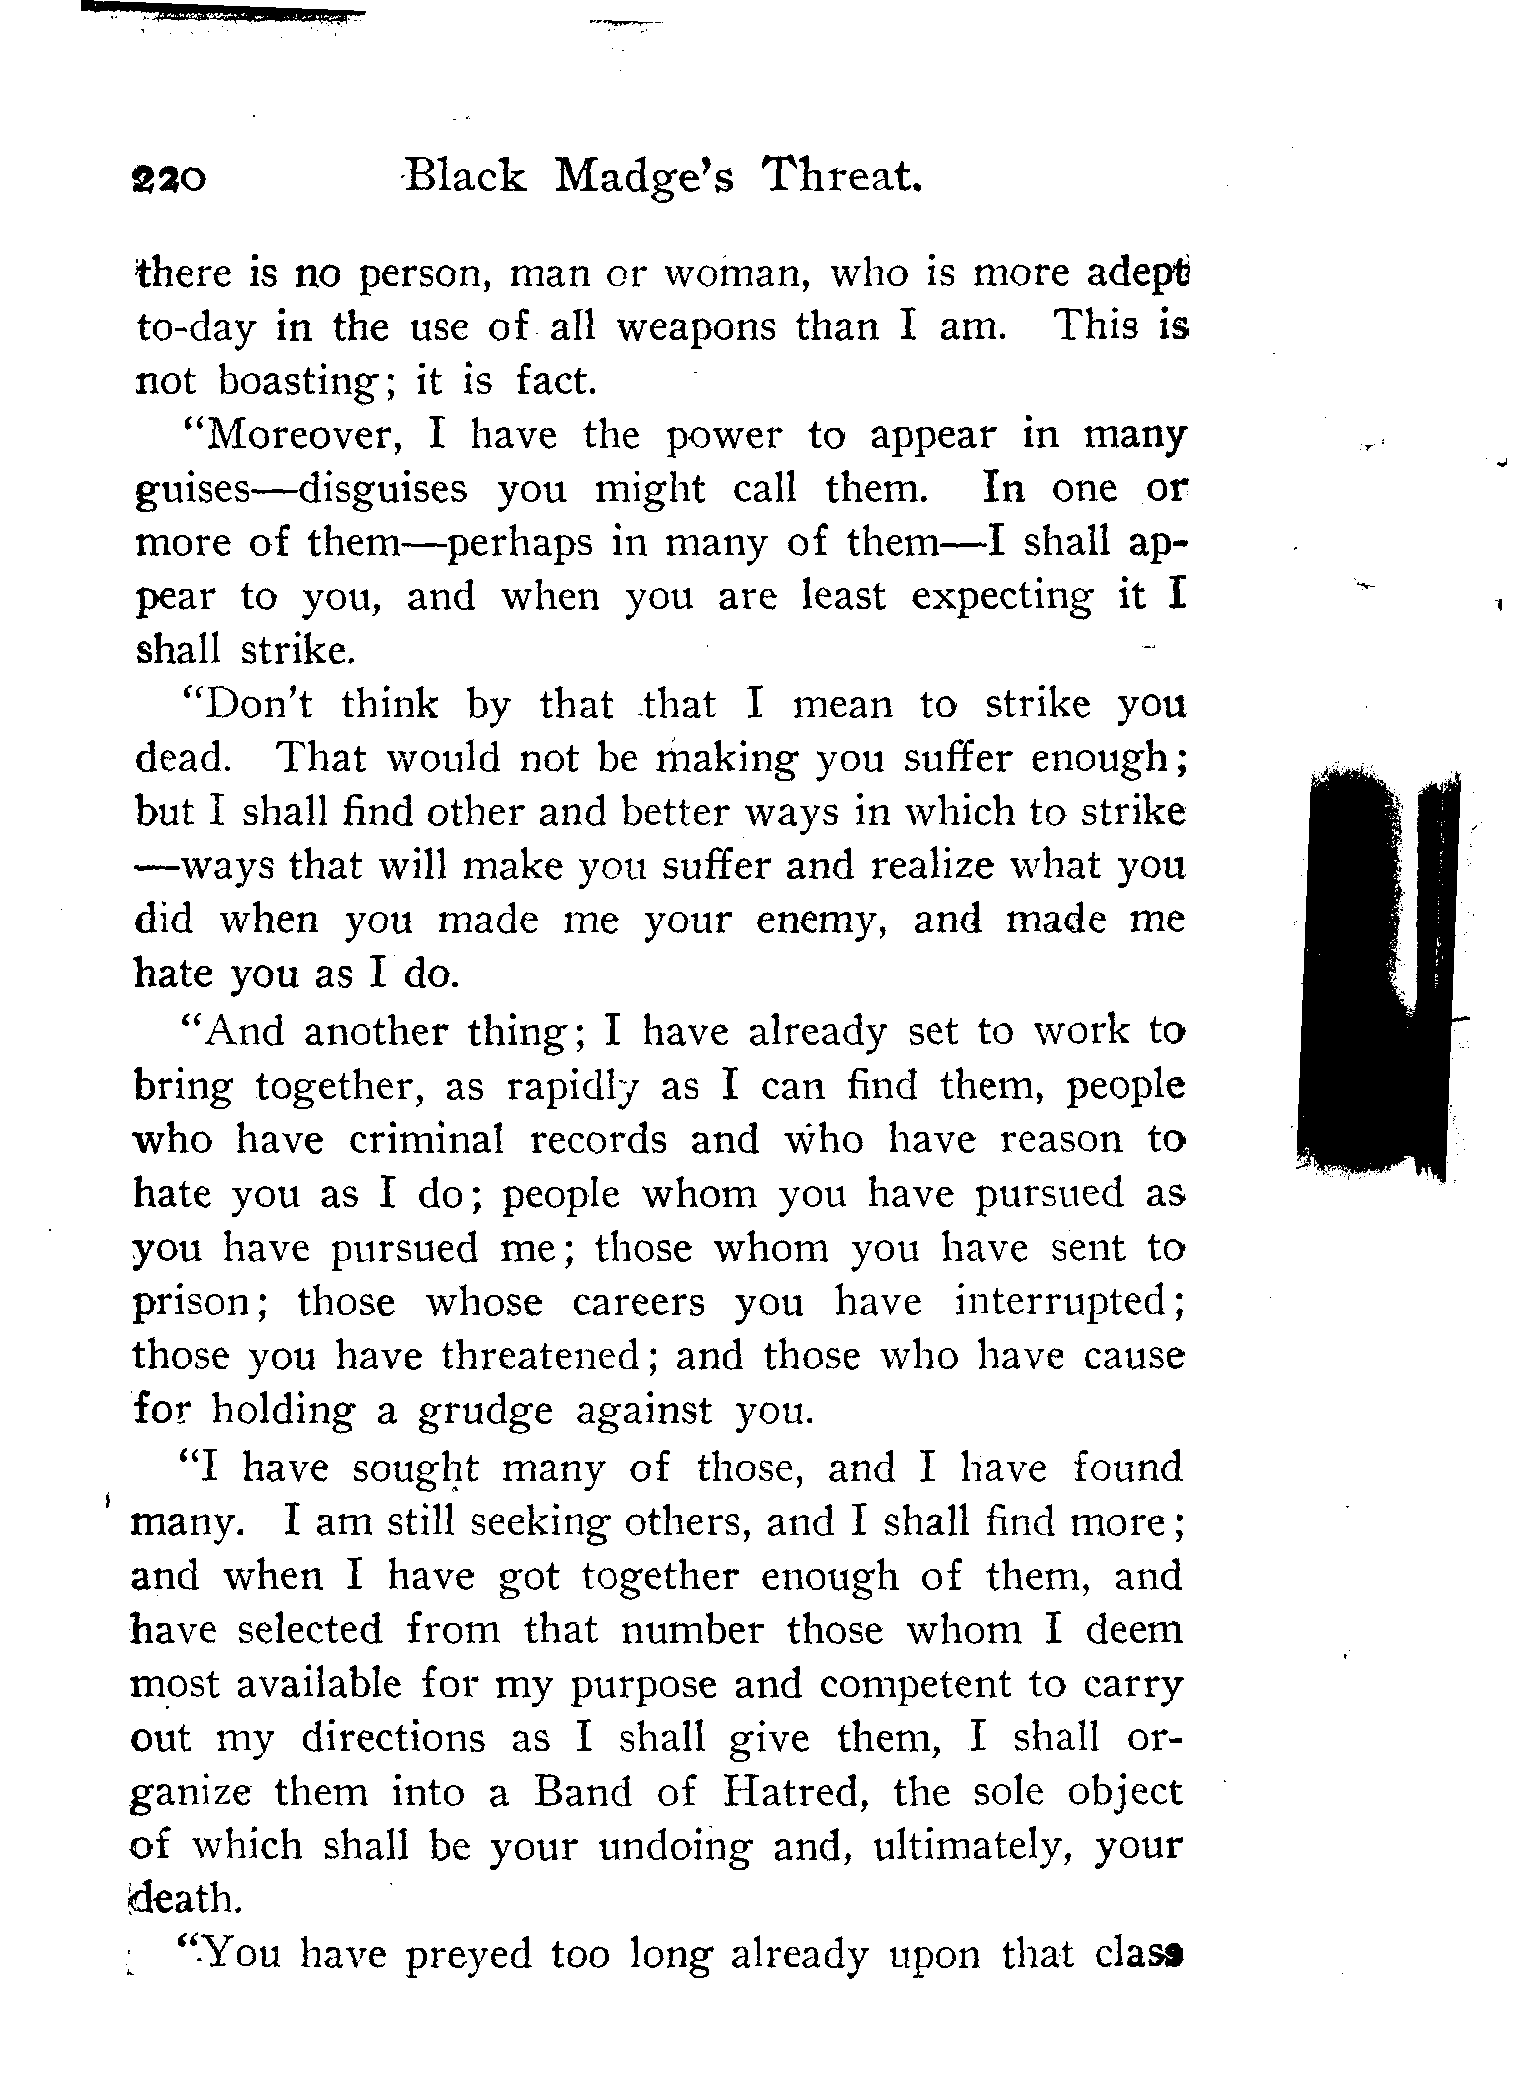 220 Black Madge's Threat.
there is no person, man or woman, who is more adept
to-day in the use of all weapons than I am. This is
not boasting; it is fact.
"Moreover, I have the power to appear in many
guises—disguises you might call them. In one or
more of them—perhaps in many of them—I shall ap-
pear to you, and when you are least expecting it I
shall strike.
"Don't think by that that I mean to strike you
dead. That would not be making you suffer enough;
but I shall find other and better ways in which to strike
—ways that will make you suffer and realize what you
did when you made me your enemy, and made me
hate you as I do.
"And another thing; I have already set to work to
bring together, as rapidly as I can find them, people
who have criminal records and who have reason to
hate you as I do; people whom you have pursued as
you have pursued me; those whom you have sent to
prison; those whose careers you have interrupted;
those you have threatened; and those who have cause
for holding a grudge against you.
"I have sought many of those, and I have found
many. I am still seeking others, and I shall find more;
and when I have got together enough of them, and
have selected from that number those whom I deem
most available for my purpose and competent to carry
out my directions as I shall give them, I shall or-
ganize them into a Band of Hatred, the sole object
of which shall be your undoing and, ultimately, your
death.
"You have preyed too long already upon that class